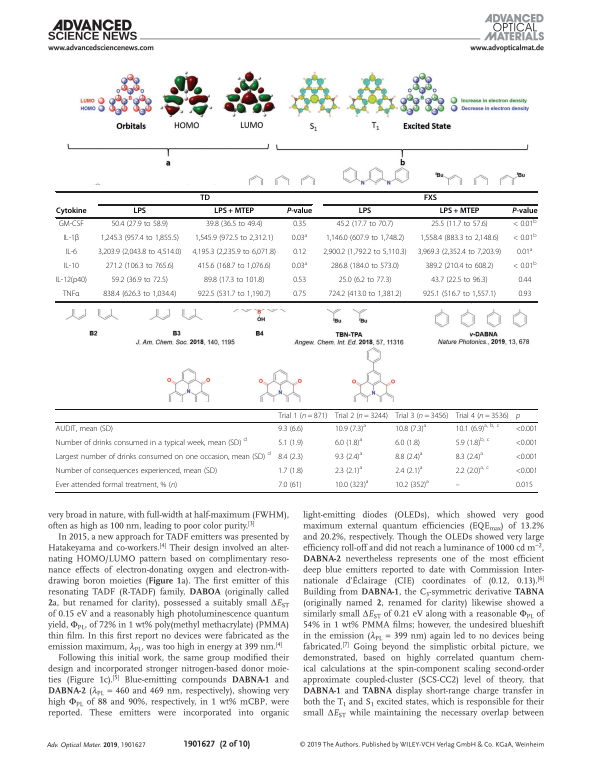 ADVANCED
SCIENCE NEWS
www.advancedsciencenews.com
ADVANCED
OPTICAL
MATERIALS
www.advopticalmat.de
LUMO
HOMO
Orbitals
HOMO
LUMO
S1
T1
Excited State
Increase in electron density
Decrease in electron density
a
b
N N
tBu tBu
TD FXS
Cytokine LPS LPS + MTEP P-value LPS LPS + MTEP P-value
GM-CSF 50.4 (27.9 to 58.9) 39.8 (36.5 to 49.4) 0.35 45.2 (17.7 to 70.7) 25.5 (11.7 to 57.6) < 0.01b
IL-1β 1,245.3 (957.4 to 1,855.5) 1,545.9 (972.5 to 2,312.1) 0.03a 1,146.0 (607.9 to 1,748.2) 1,558.4 (883.3 to 2,148.6) < 0.01b
IL-6 3,203.9 (2,043.8 to 4,514.0) 4,195.3 (2,235.9 to 6,071.8) 0.12 2,900.2 (1,792.2 to 5,110.3) 3,969.3 (2,352.4 to 7,203.9) 0.01a
IL-10 271.2 (106.3 to 765.6) 415.6 (168.7 to 1,076.6) 0.03a 286.8 (184.0 to 573.0) 389.2 (210.4 to 608.2) < 0.01b
IL-12(p40) 59.2 (36.9 to 72.5) 89.8 (17.3 to 101.8) 0.53 25.0 (6.2 to 77.3) 43.7 (22.5 to 96.3) 0.44
TNFα 838.4 (626.3 to 1,034.4) 922.5 (531.7 to 1,190.7) 0.75 724.2 (413.0 to 1,381.2) 925.1 (516.7 to 1,557.1) 0.93
B OH tBu tBu
B2 B3 B4 TBN-TPA ν-DABNA
J. Am. Chem. Soc. 2018, 140, 1195 Angew. Chem. Int. Ed. 2018, 57, 11316 Nature Photonics., 2019, 13, 678
O O O O O O
N N N
Trial 1 (n = 871) Trial 2 (n = 3244) Trial 3 (n = 3456) Trial 4 (n = 3536) p
AUDIT, mean (SD) 9.3 (6.6) 10.9 (7.3)a 10.8 (7.3)a 10.1 (6.9)a, b, c <0.001
Number of drinks consumed in a typical week, mean (SD) d 5.1 (1.9) 6.0 (1.8)a 6.0 (1.8) 5.9 (1.8)b, c <0.001
Largest number of drinks consumed on one occasion, mean (SD) d 8.4 (2.3) 9.3 (2.4)a 8.8 (2.4)a 8.3 (2.4)a <0.001
Number of consequences experienced, mean (SD) 1.7 (1.8) 2.3 (2.1)a 2.4 (2.1)a 2.2 (2.0)a, c <0.001
Ever attended formal treatment, % (n) 7.0 (61) 10.0 (323)a 10.2 (352)a – 0.015
very broad in nature, with full-width at half-maximum (FWHM),
often as high as 100 nm, leading to poor color purity.[3]
In 2015, a new approach for TADF emitters was presented by
Hatakeyama and co-workers.[4] Their design involved an alter-
nating HOMO/LUMO pattern based on complimentary reso-
nance effects of electron-donating oxygen and electron-with-
drawing boron moieties (Figure 1a). The first emitter of this
resonating TADF (R-TADF) family, DABOA (originally called
2a, but renamed for clarity), possessed a suitably small ΔEST
of 0.15 eV and a reasonably high photoluminescence quantum
yield, ΦPL, of 72% in 1 wt% poly(methyl methacrylate) (PMMA)
thin film. In this first report no devices were fabricated as the
emission maximum, λPL, was too high in energy at 399 nm.[4]
Following this initial work, the same group modified their
design and incorporated stronger nitrogen-based donor moie-
ties (Figure 1c).[5] Blue-emitting compounds DABNA-1 and
DABNA-2 (λPL = 460 and 469 nm, respectively), showing very
high ΦPL of 88 and 90%, respectively, in 1 wt% mCBP, were
reported. These emitters were incorporated into organic
light-emitting diodes (OLEDs), which showed very good
maximum external quantum efficiencies (EQEmax) of 13.2%
and 20.2%, respectively. Though the OLEDs showed very large
efficiency roll-off and did not reach a luminance of 1000 cd m−2,
DABNA-2 nevertheless represents one of the most efficient
deep blue emitters reported to date with Commission Inter-
nationale d'Éclairage (CIE) coordinates of (0.12, 0.13).[6]
Building from DABNA-1, the C3-symmetric derivative TABNA
(originally named 2, renamed for clarity) likewise showed a
similarly small ΔEST of 0.21 eV along with a reasonable ΦPL of
54% in 1 wt% PMMA films; however, the undesired blueshift
in the emission (λPL = 399 nm) again led to no devices being
fabricated.[7] Going beyond the simplistic orbital picture, we
demonstrated, based on highly correlated quantum chem-
ical calculations at the spin-component scaling second-order
approximate coupled-cluster (SCS-CC2) level of theory, that
DABNA-1 and TABNA display short-range charge transfer in
both the T1 and S1 excited states, which is responsible for their
small ΔEST while maintaining the necessary overlap between
Adv. Optical Mater. 2019, 1901627
1901627 (2 of 10)
© 2019 The Authors. Published by WILEY-VCH Verlag GmbH & Co. KGaA, Weinheim